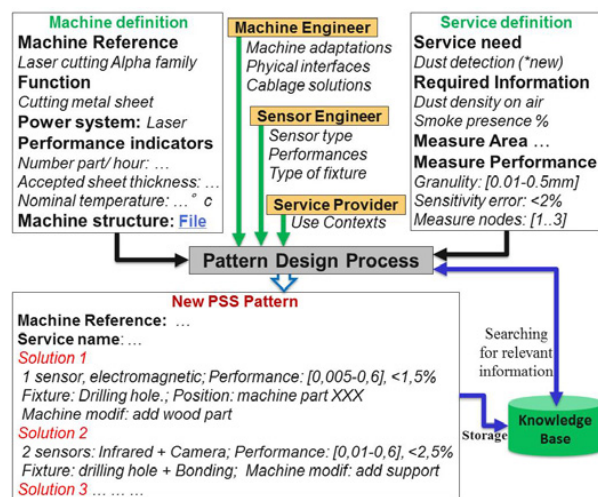 Machine definition
Machine Reference
Laser cutting Alpha family
Function
Cutting metal sheet
Power system: Laser
Performance indicators
Number part/ hour: …
Accepted sheet thickness: …
Nominal temperature: …° c
Machine structure: File
Machine Engineer
Machine adaptations
Phyical interfaces
Cablage solutions
Sensor Engineer
Sensor type
Performances
Type of fixture
Service Provider
Use Contexts
Service definition
Service need
Dust detection (*new)
Required Information
Dust density on air
Smoke presence %
Measure Area …
Measure Performance
Granulity: [0.01-0.5mm]
Sensitivity error: <2%
Measure nodes: [1..3]
Pattern Design Process
New PSS Pattern
Machine Reference: …
Service name: …
Solution 1
1 sensor, electromagnetic; Performance: [0,005-0,6], <1,5%
Fixture: Drilling hole.; Position: machine part XXX
Machine modif: add wood part
Solution 2
2 sensors: Infrared + Camera; Performance: [0,01-0,6], <2,5%
Fixture: drilling hole + Bonding; Machine modif: add support
Solution 3 … … …
Searching
for relevant
information
Storage
Knowledge
Base